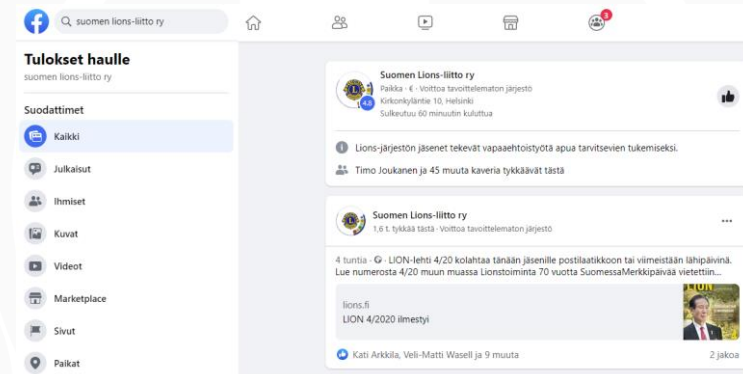 suomen lions-liitto ry
3
Tulokset haulle
suomen lions-liitto ry
Suodattimet
Kaikki
Julkaisut
Ihmiset
Kuvat
Videot
Marketplace
Sivut
Paikat
4.8
Suomen Lions-liitto ry
Paikka · € · Voittoa tavoittelematon järjestö
Kirkonkyläntie 10, Helsinki
Sulkeutuu 60 minuutin kuluttua
Lions-järjestön jäsenet tekevät vapaaehtoistyötä apua tarvitsevien tukemiseksi.
Timo Joukanen ja 45 muuta kaveria tykkäävät tästä
Suomen Lions-liitto ry
1,6 t. tykkää tästä · Voittoa tavoittelematon järjestö
4 tuntia · LION-lehti 4/20 kolahtaa tänään jäsenille postilaatikkoon tai viimeistään lähipäivinä.
Lue numerosta 4/20 muun muassa Lionstoiminta 70 vuotta SuomessaMerkkipäivää vietettiin...
lions.fi
LION 4/2020 ilmestyi
LION
Kati Arkkila, Veli-Matti Wasell ja 9 muuta
2 jakoa